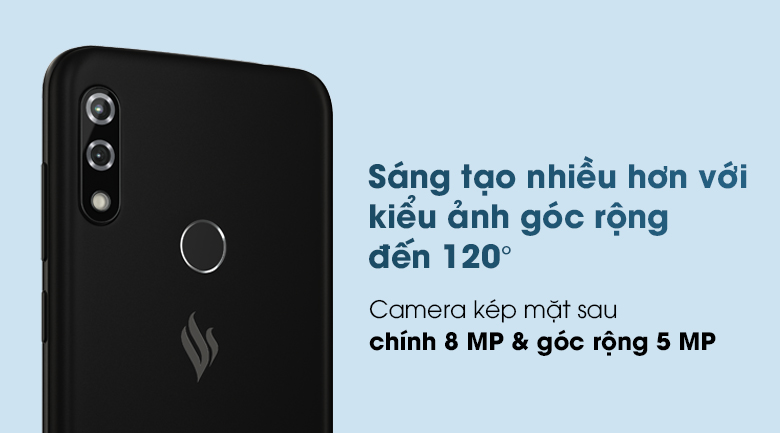 Sáng tạo nhiều hơn với
kiểu ảnh góc rộng
đến 120°
Camera kép mặt sau
chính 8 MP & góc rộng 5 MP